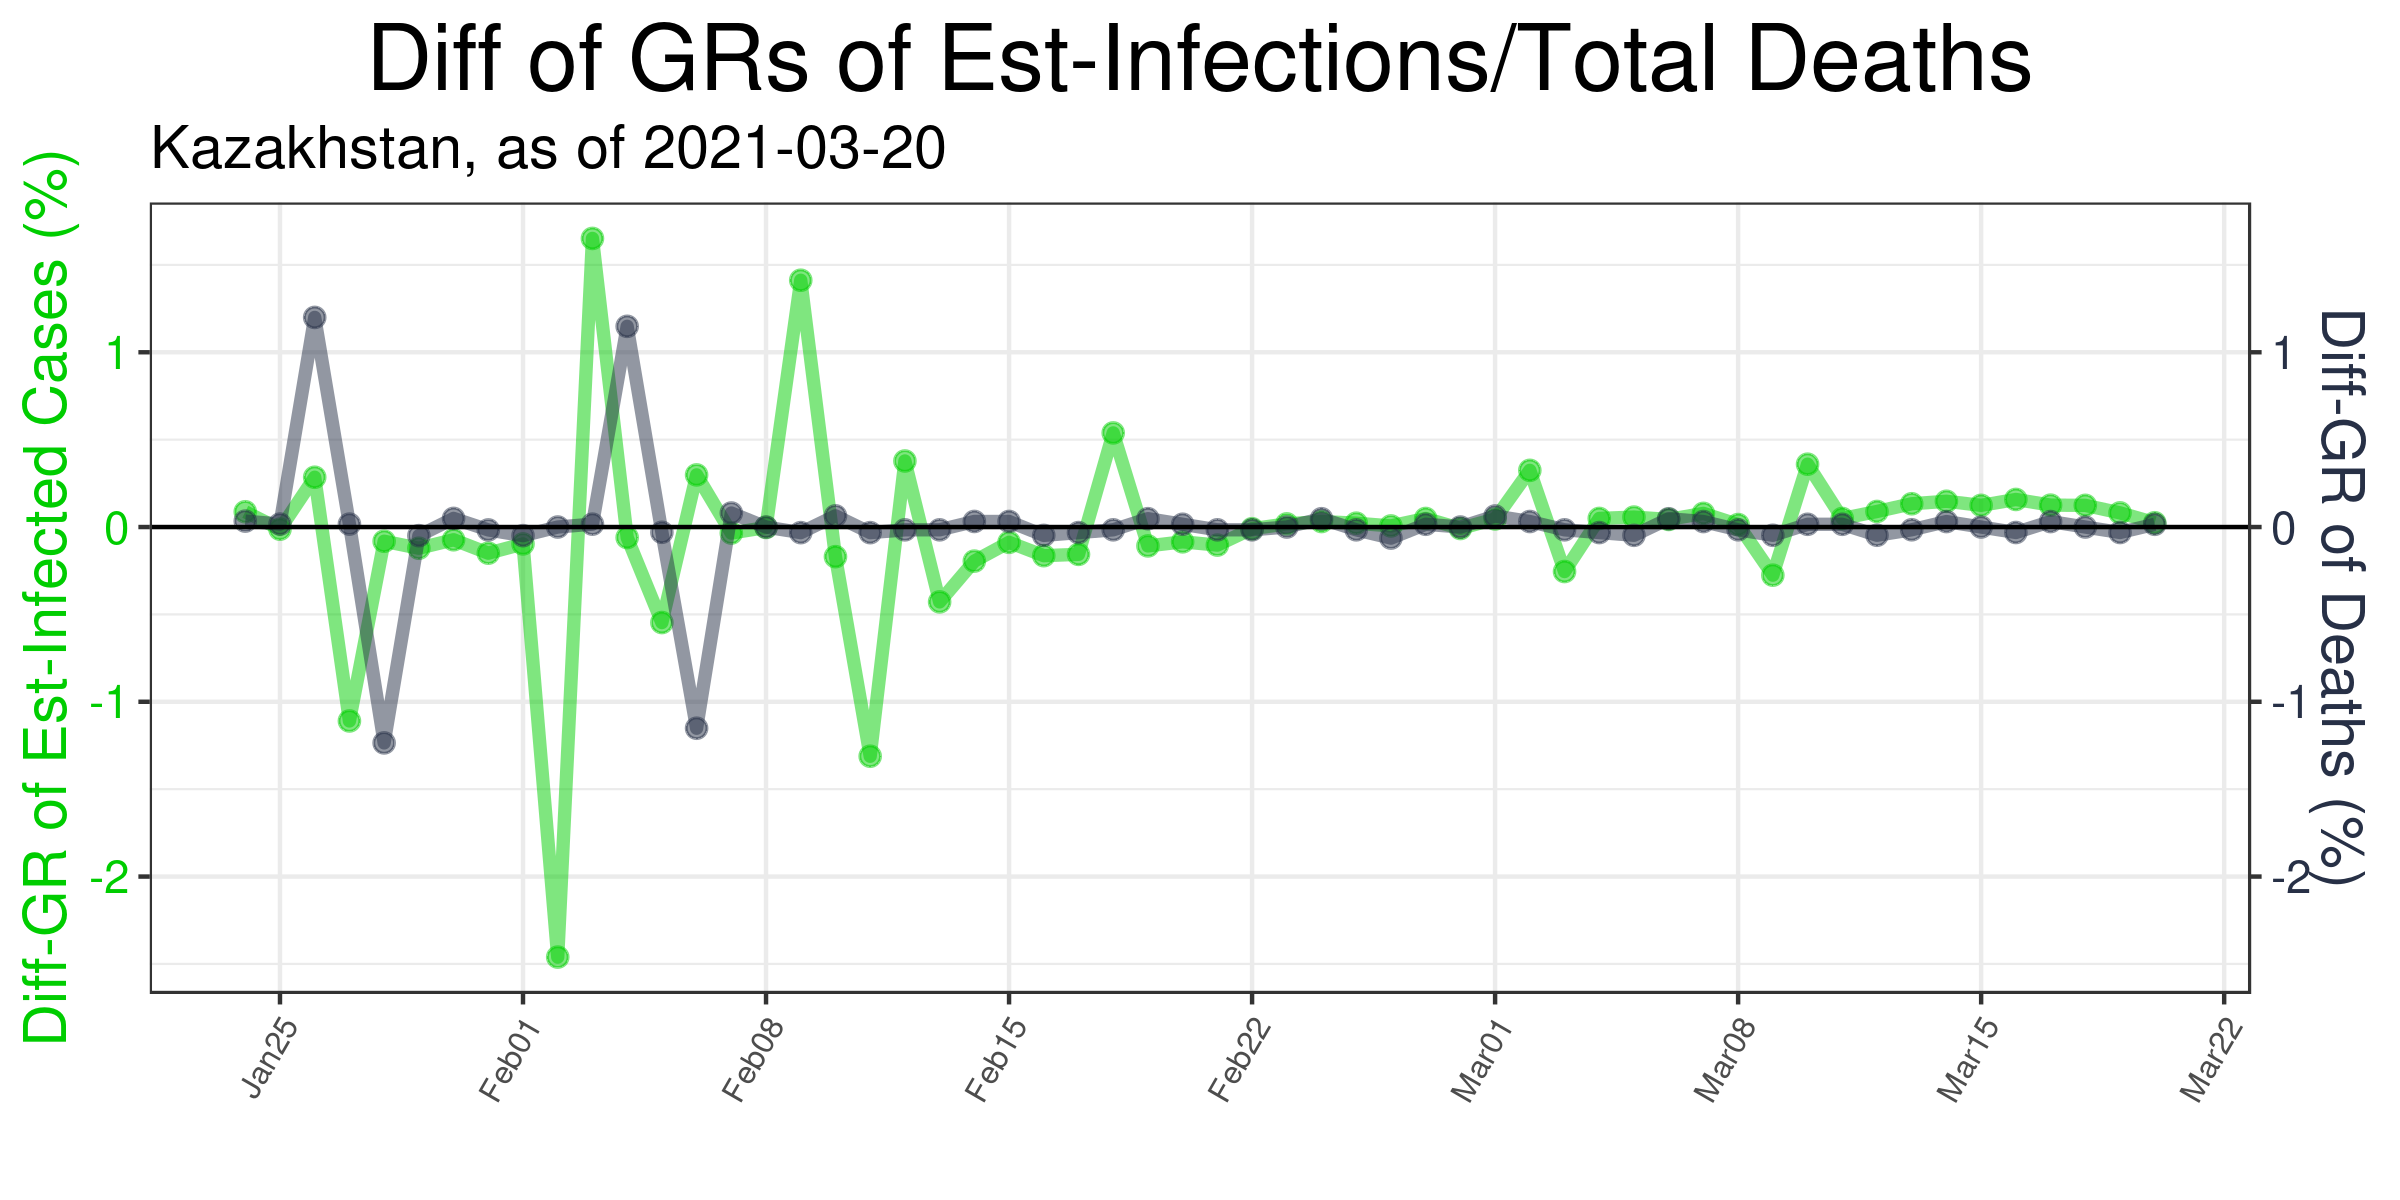 Diff of GRs of Est-Infections/Total Deaths
Kazakhstan, as of 2021-03-20
Diff-GR of Est-Infected Cases (%)
1
0
-1
-2
1
0
-1
-2
Diff-GR of Deaths (%)
Jan25
Feb01
Feb08
Feb15
Feb22
Mar01
Mar08
Mar15
Mar22